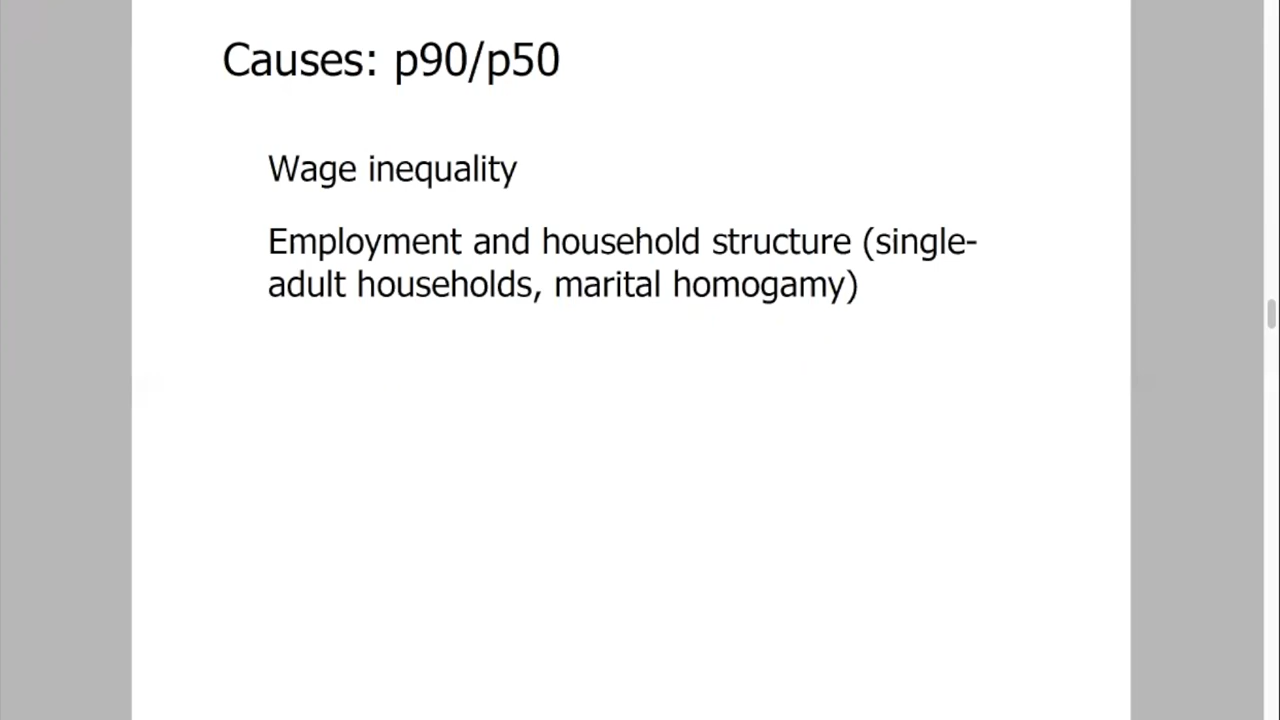 Causes: p90/p50
Wage inequality
Employment and household structure (single-
adult households, marital homogamy)